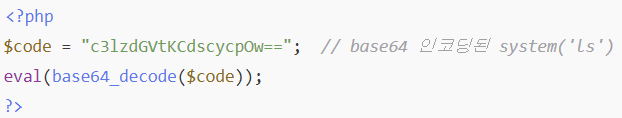 <?php
$code = "c3lzdGVtKCdscycpOw=="; // base64 인코딩된 system('ls')
eval(base64_decode($code));
?>